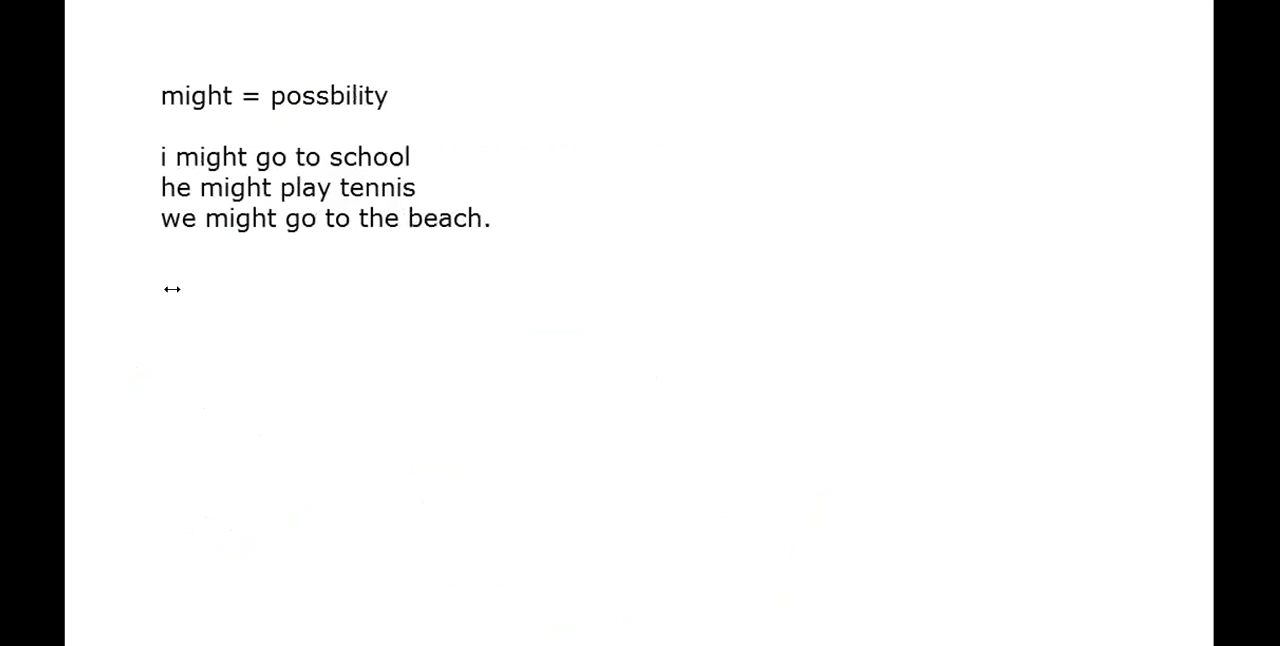 might = possbility
i might go to school
he might play tennis
we might go to the beach.